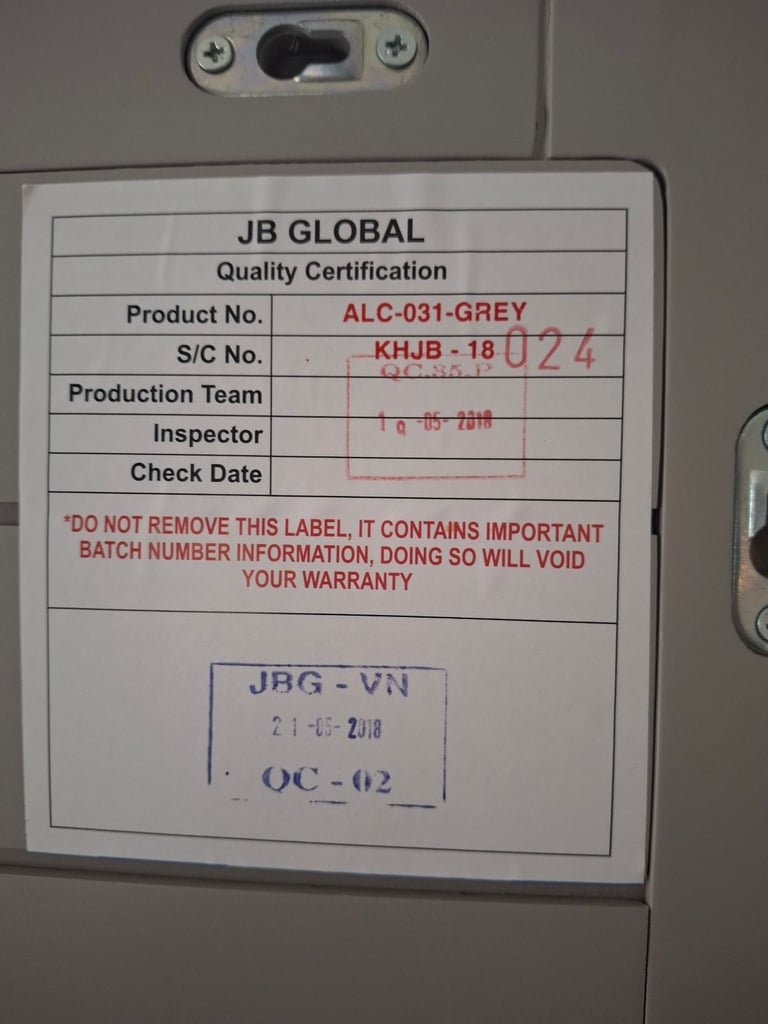 JB GLOBAL
Quality Certification
Product No. ALC-031-GREY
S/C No. KHJB - 18 024
QC.35.P
Production Team
Inspector -05- 2018
Check Date
*DO NOT REMOVE THIS LABEL, IT CONTAINS IMPORTANT
BATCH NUMBER INFORMATION, DOING SO WILL VOID
YOUR WARRANTY
JBG - VN
21 -05- 2018
QC - 02